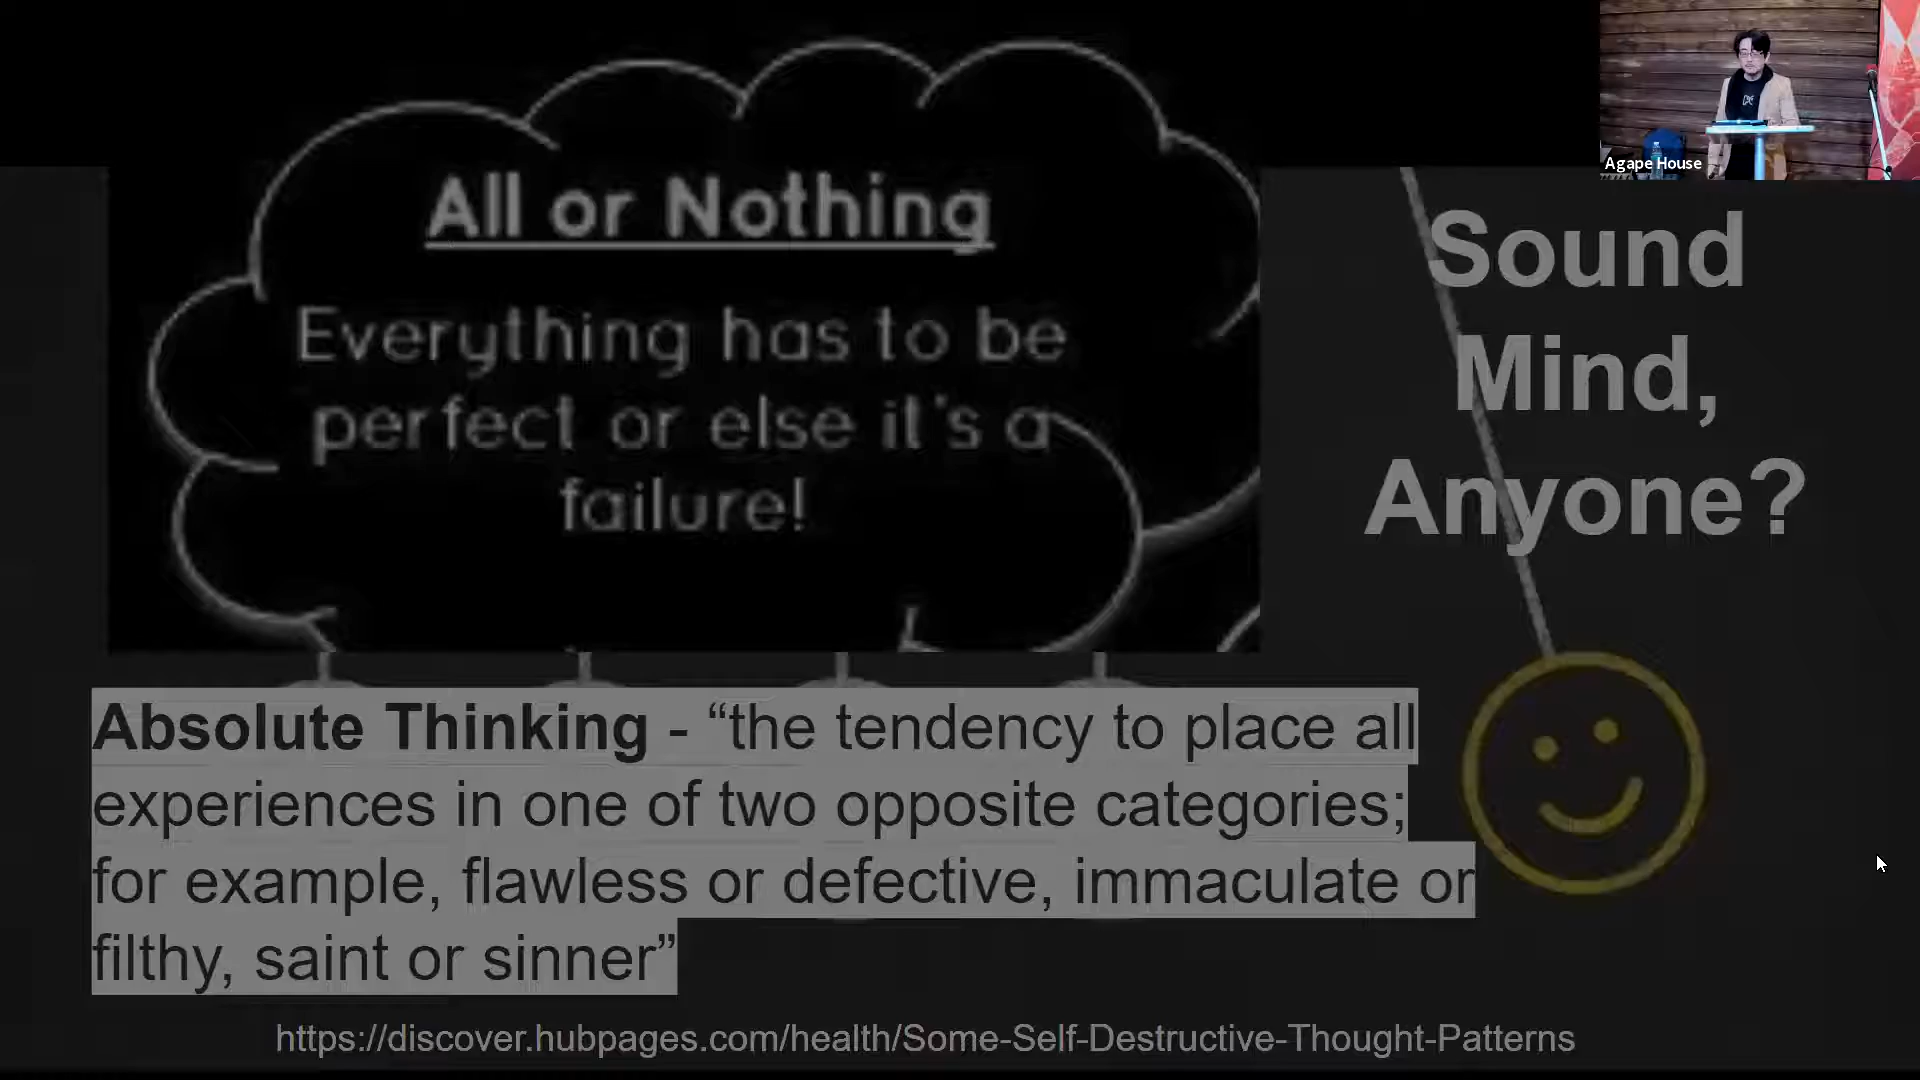 All or Nothing
Everything has to be
perfect or else it's a
failure!
Sound
Mind,
Anyone?
Agape House
Absolute Thinking - “the tendency to place all
experiences in one of two opposite categories;
for example, flawless or defective, immaculate or
filthy, saint or sinner”
https://discover.hubpages.com/health/Some-Self-Destructive-Thought-Patterns